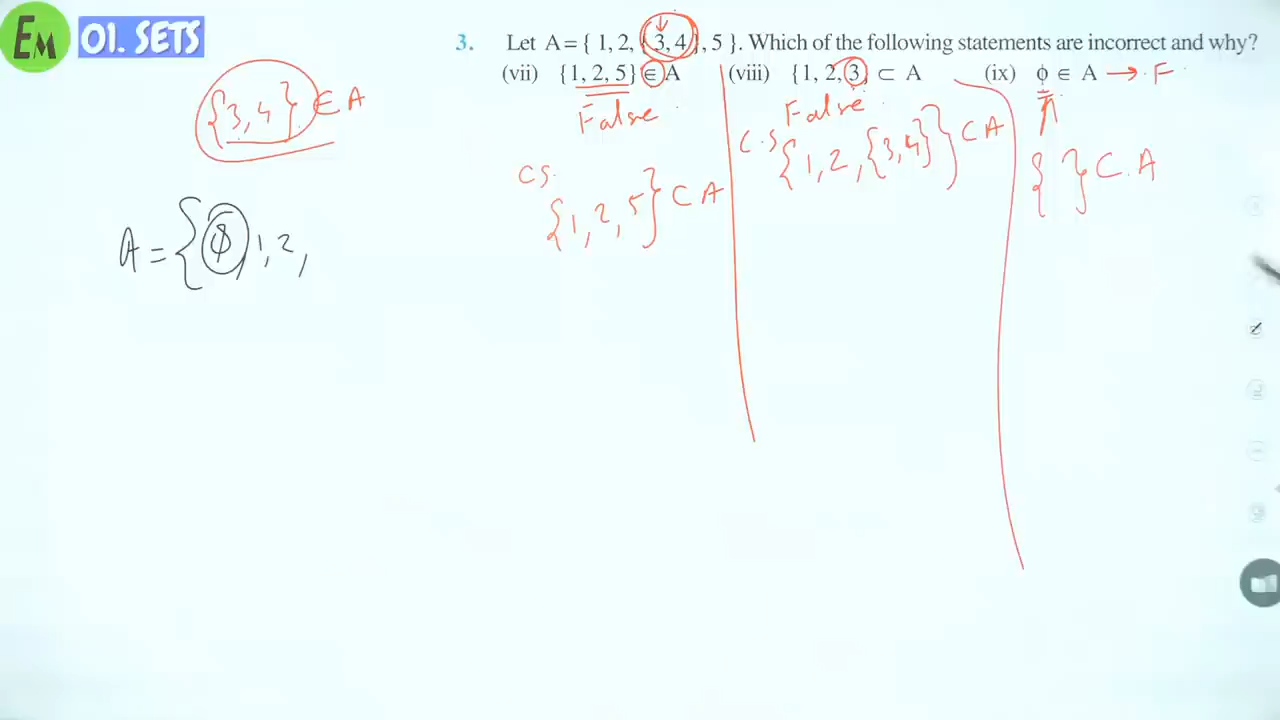 Em 01. SETS
3. Let A = { 1, 2, { 3, 4 }, 5 }. Which of the following statements are incorrect and why?
(vii) {1, 2, 5} ∈ A (viii) {1, 2, 3} ⊂ A (ix) ϕ ∈ A → F
{3, 4} ∈ A
False
False
C.S {1, 2, {3, 4}} ⊂ A
{ } ⊂ A
CS.
{1, 2, 5} ⊂ A
A = { ϕ, 1, 2,